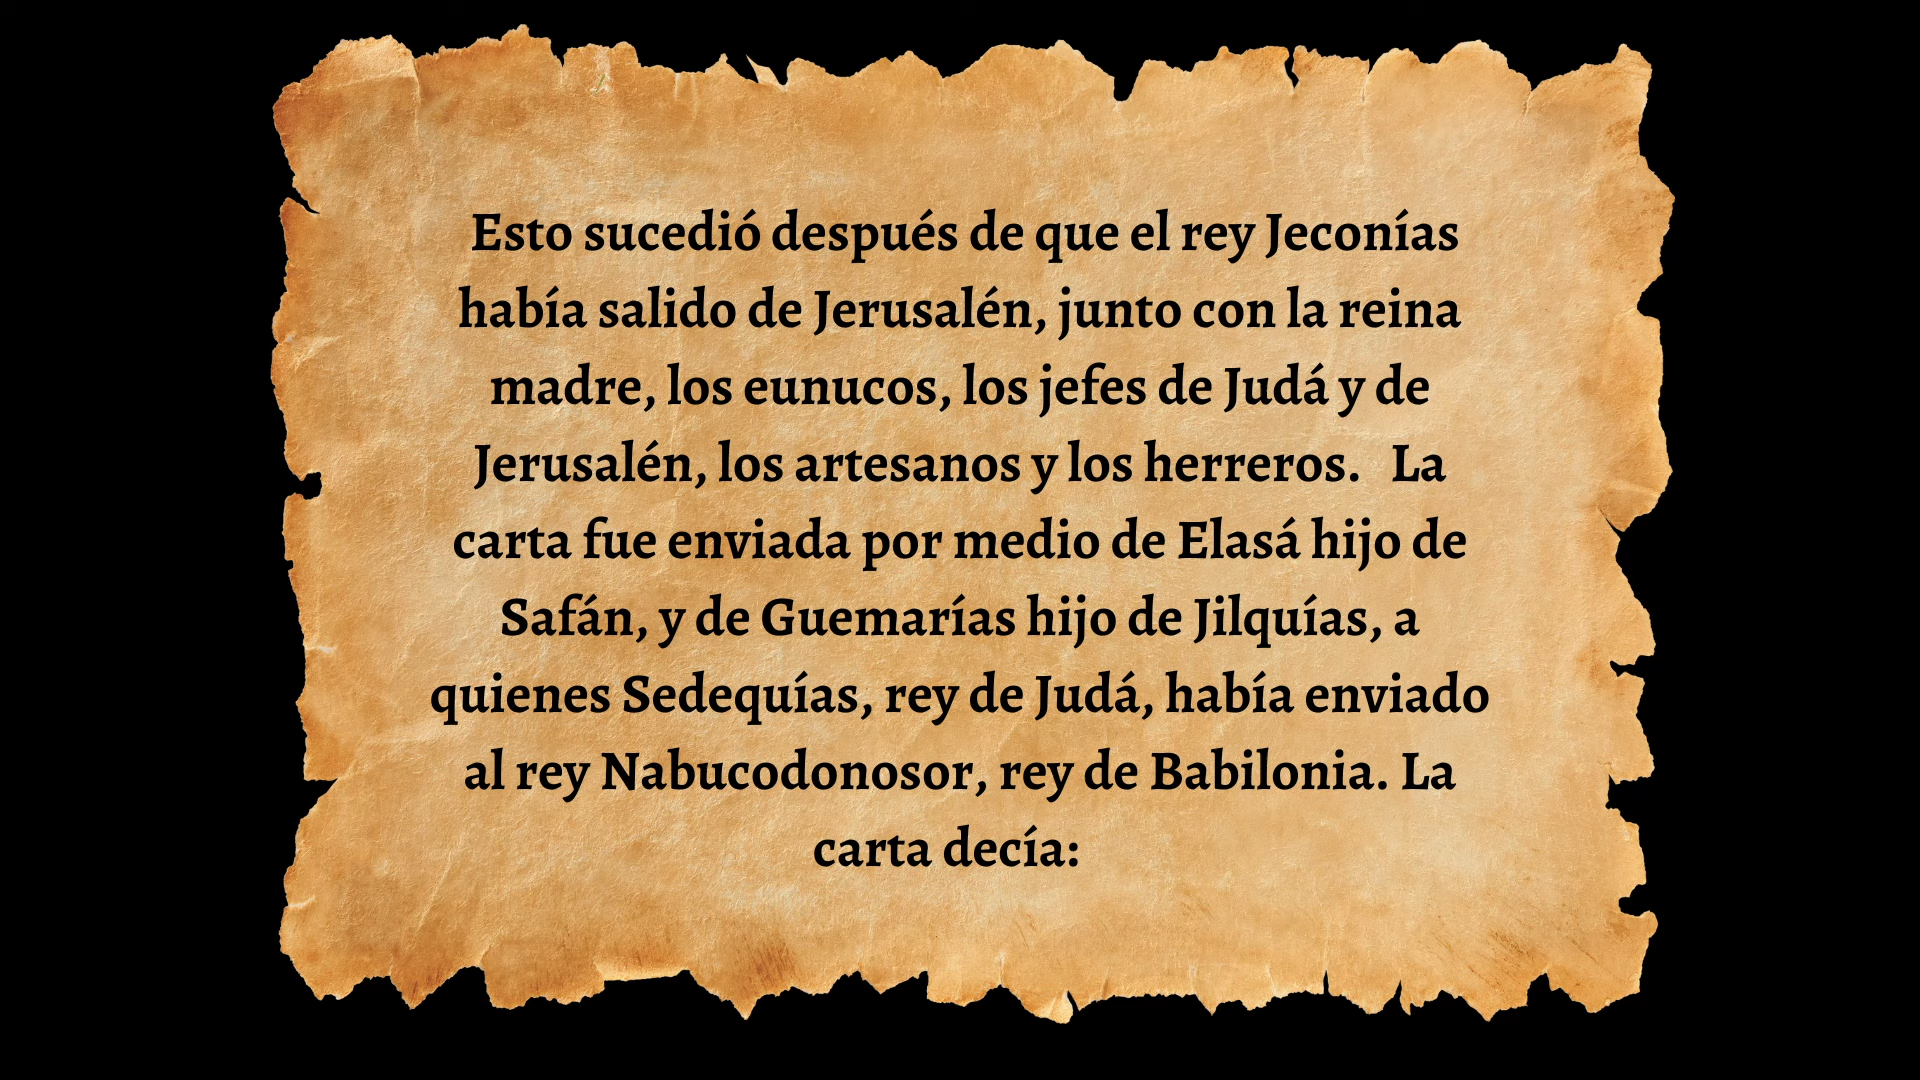 Esto sucedió después de que el rey Jeconías
había salido de Jerusalén, junto con la reina
madre, los eunucos, los jefes de Judá y de
Jerusalén, los artesanos y los herreros.   La
carta fue enviada por medio de Elasá hijo de
Safán, y de Guemarías hijo de Jilquías, a
quienes Sedequías, rey de Judá, había enviado
al rey Nabucodonosor, rey de Babilonia. La
carta decía: